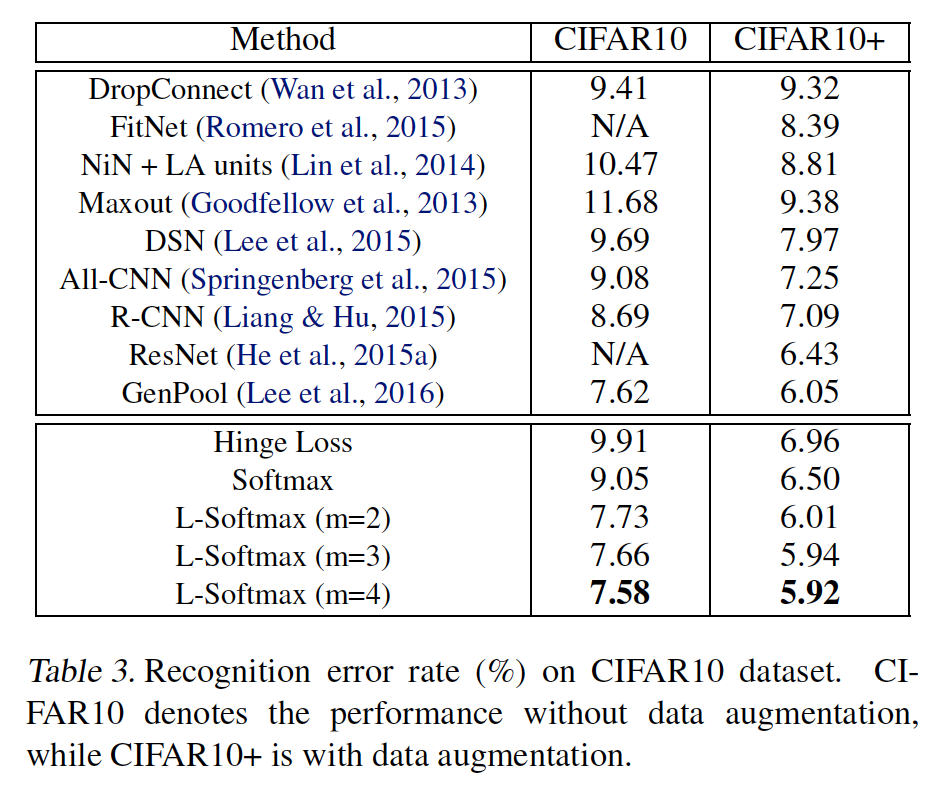 Method CIFAR10 CIFAR10+
DropConnect (Wan et al., 2013) 9.41 9.32
FitNet (Romero et al., 2015) N/A 8.39
NiN + LA units (Lin et al., 2014) 10.47 8.81
Maxout (Goodfellow et al., 2013) 11.68 9.38
DSN (Lee et al., 2015) 9.69 7.97
All-CNN (Springenberg et al., 2015) 9.08 7.25
R-CNN (Liang & Hu, 2015) 8.69 7.09
ResNet (He et al., 2015a) N/A 6.43
GenPool (Lee et al., 2016) 7.62 6.05
Hinge Loss 9.91 6.96
Softmax 9.05 6.50
L-Softmax (m=2) 7.73 6.01
L-Softmax (m=3) 7.66 5.94
L-Softmax (m=4) 7.58 5.92
Table 3. Recognition error rate (%) on CIFAR10 dataset. CI-
FAR10 denotes the performance without data augmentation,
while CIFAR10+ is with data augmentation.